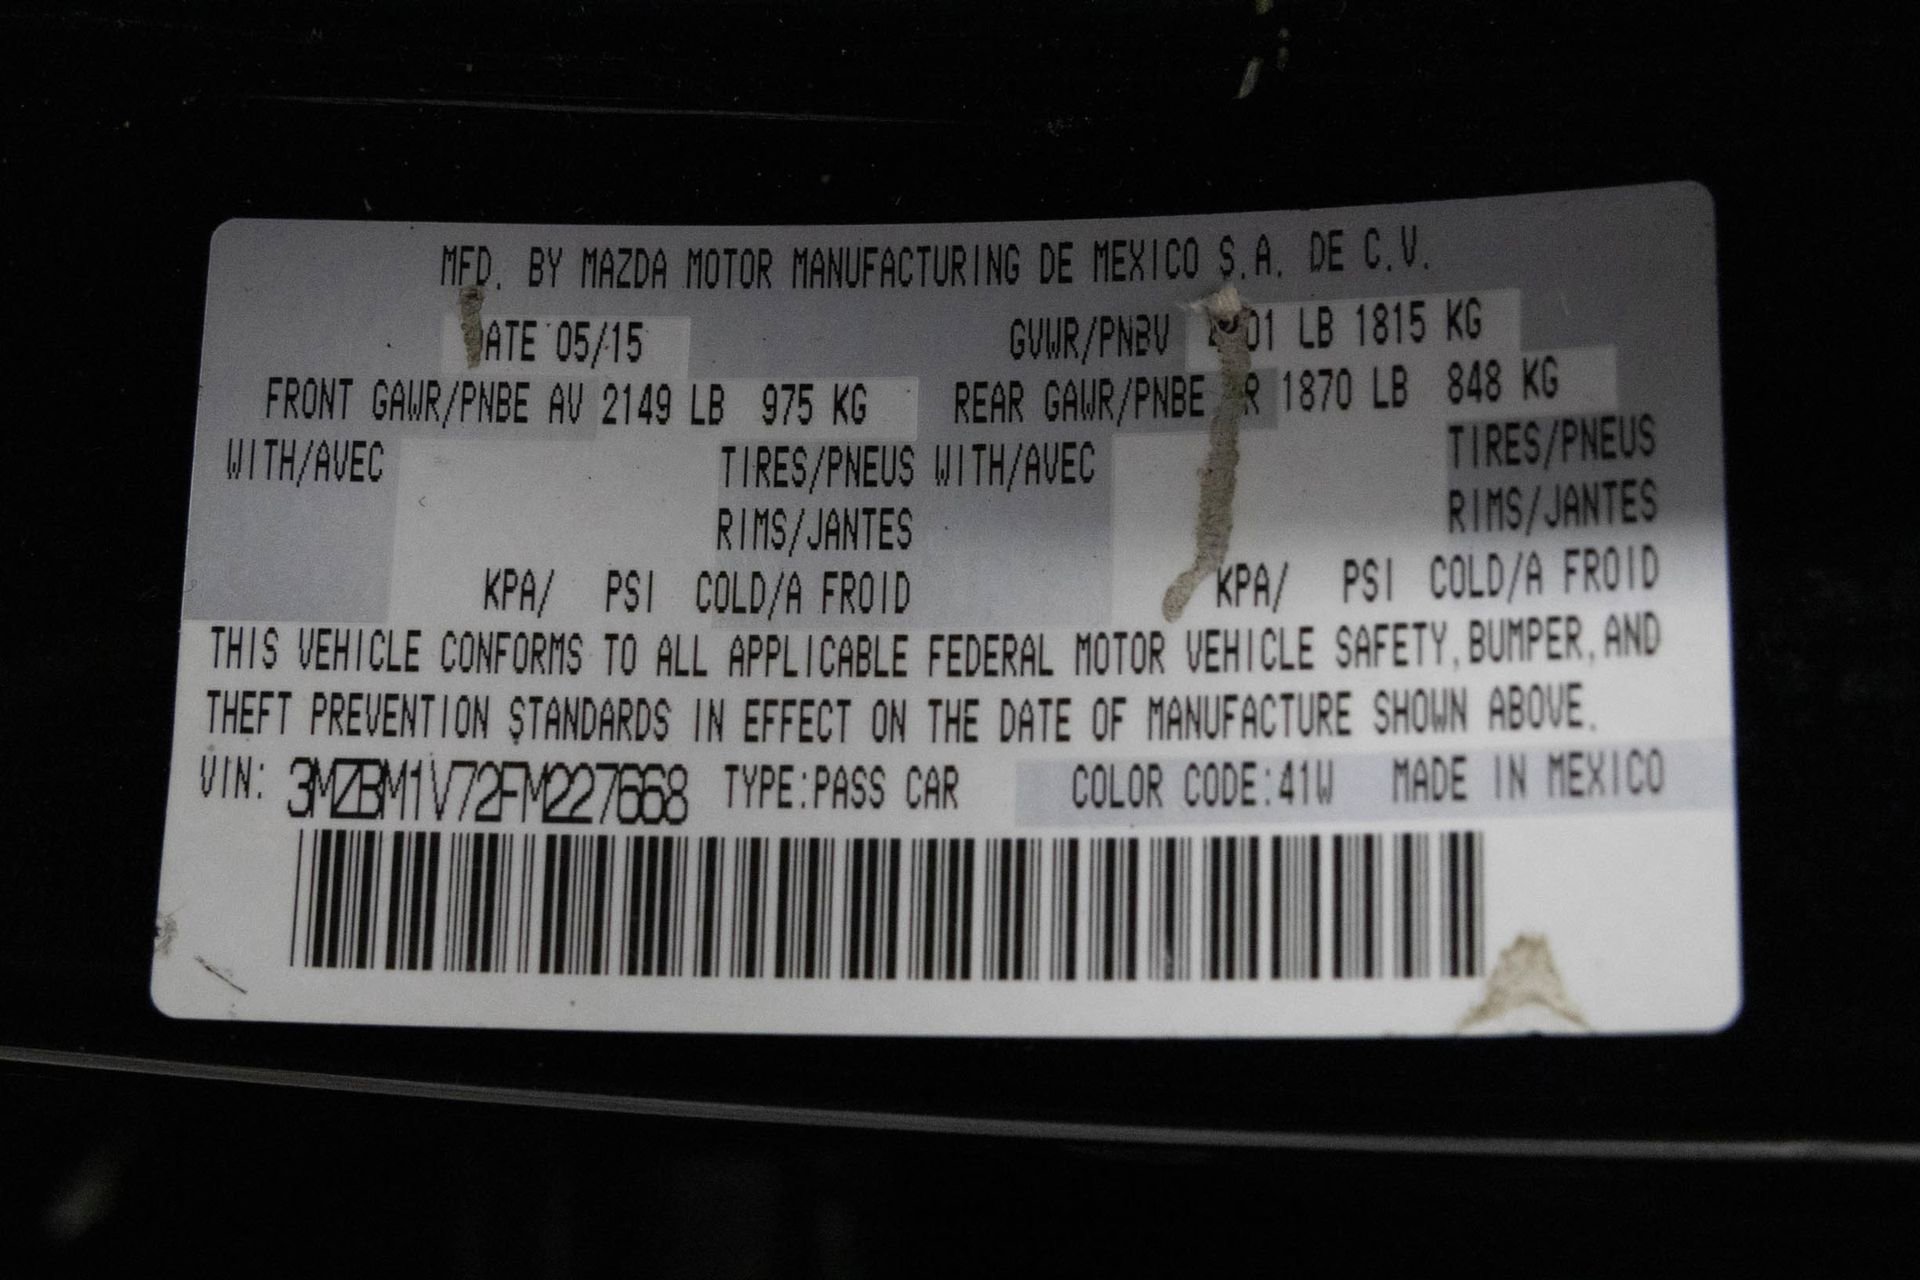 MFD. BY MAZDA MOTOR MANUFACTURING DE MEXICO S.A. DE C.V.
DATE 05/15 GVWR/PNBV LB 1815 KG
FRONT GAWR/PNBE AV 2149 LB 975 KG REAR GAWR/PNBE 1870 LB 848 KG
WITH/AVEC TIRES/PNEUS WITH/AVEC TIRES/PNEUS
RIMS/JANTES RIMS/JANTES
KPA/ PSI COLD/A FROID KPA/ PSI COLD/A FROID
THIS VEHICLE CONFORMS TO ALL APPLICABLE FEDERAL MOTOR VEHICLE SAFETY, BUMPER, AND
THEFT PREVENTION STANDARDS IN EFFECT ON THE DATE OF MANUFACTURE SHOWN ABOVE.
VIN: 3MZBM1V72FM227668 TYPE:PASS CAR COLOR CODE:41W MADE IN MEXICO